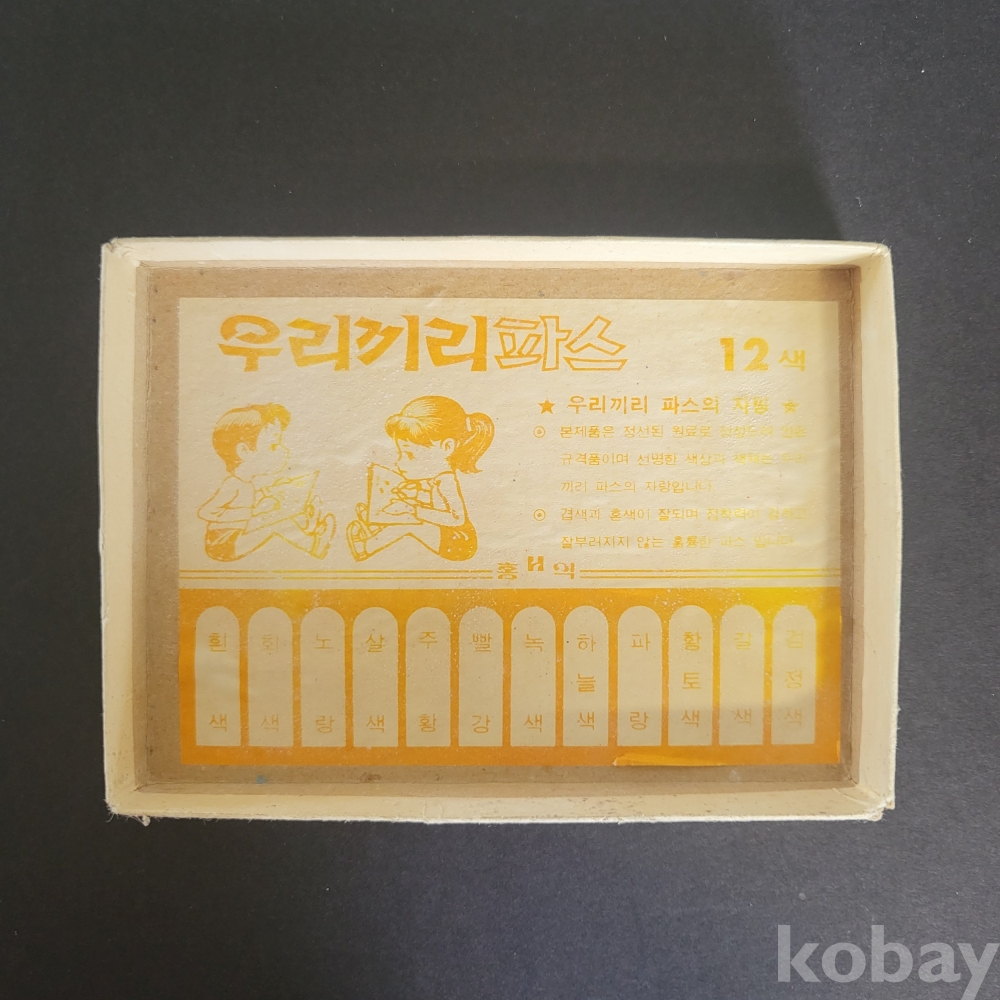 우리끼리파스
12색
★ 우리끼리 파스의 자랑 ★
⊙ 본제품은 정선된 원료로
규격품이며 선명한 색상과
끼리 파스의 자랑입니다
⊙ 겹색과 혼색이 잘되며
잘부러지지 않는 훌륭한 파스 입니다
홍 H 익
흰색
회색
노랑
살색
주황
빨강
녹색
하늘색
파랑
황토색
갈색
검정색
kobay